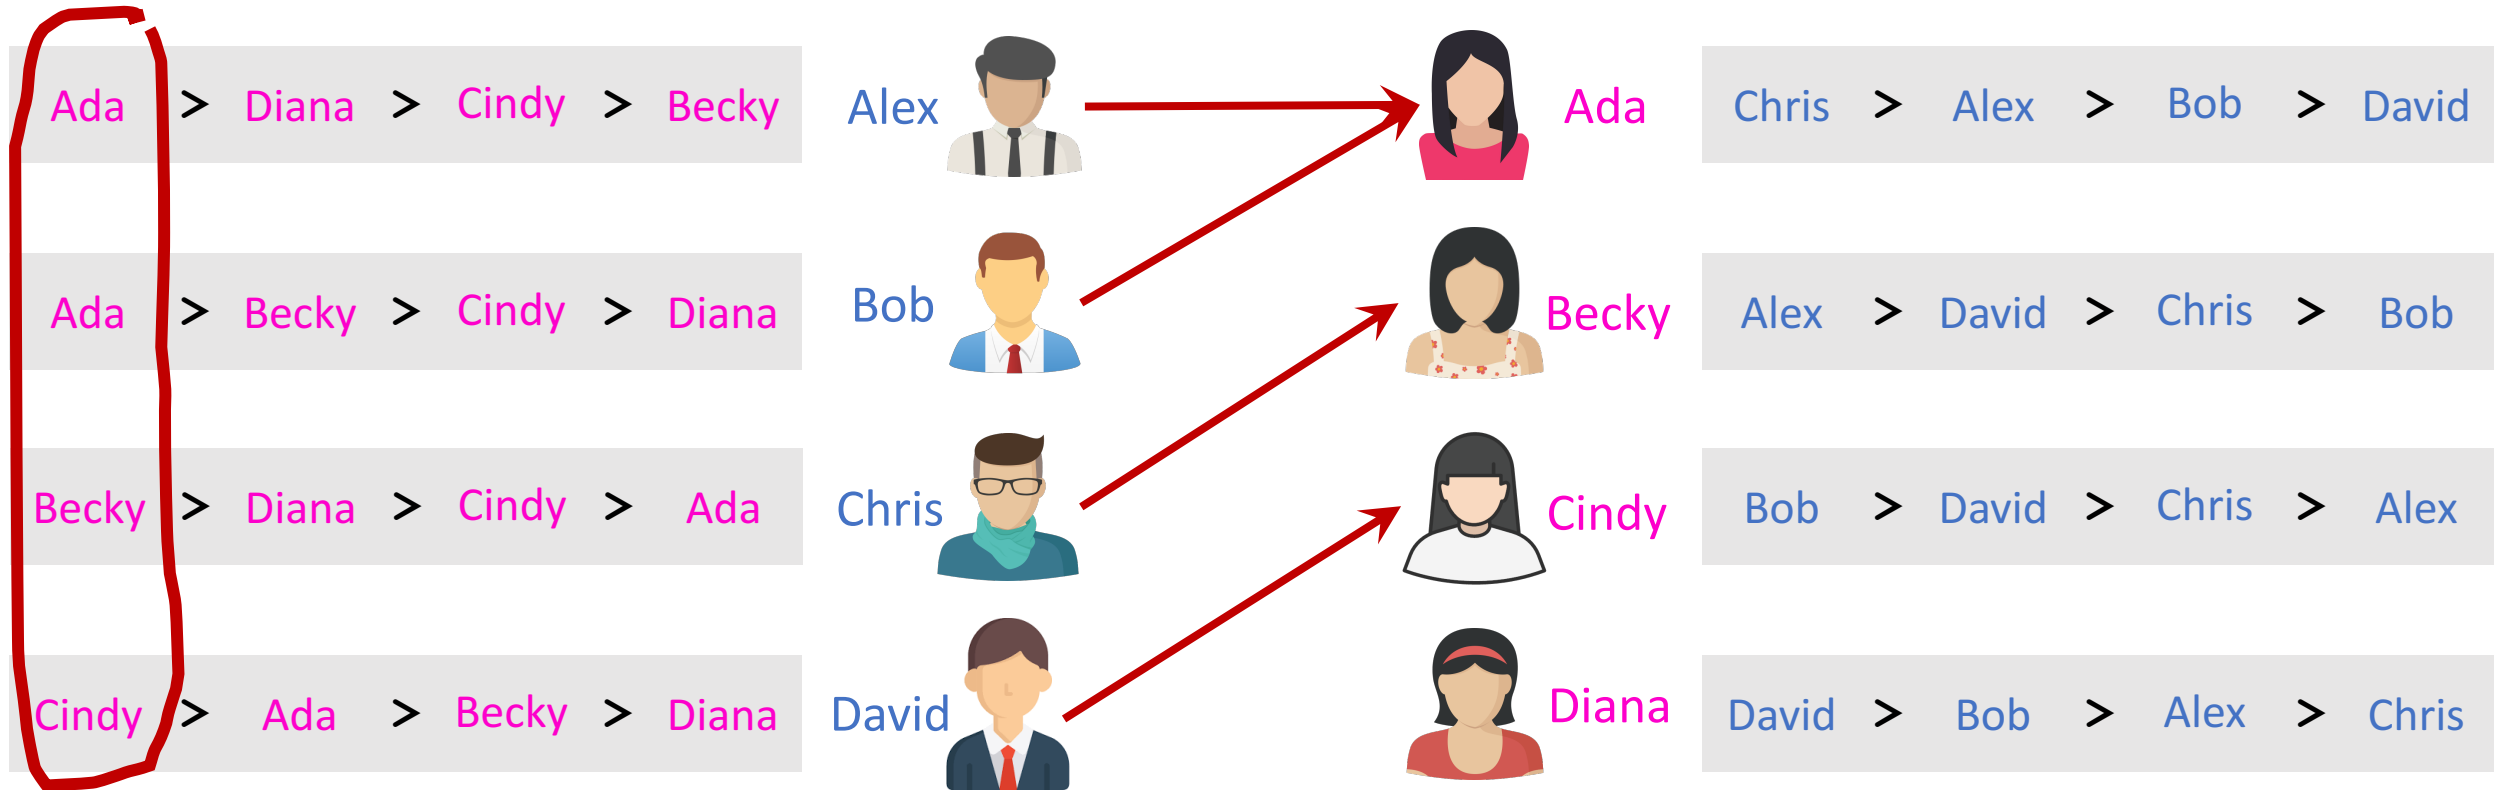 Ada > Diana > Cindy > Becky Alex Ada Chris > Alex > Bob > David
Ada > Becky > Cindy > Diana Bob Becky Alex > David > Chris > Bob
Becky > Diana > Cindy > Ada Chris Cindy Bob > David > Chris > Alex
Cindy > Ada > Becky > Diana David Diana David > Bob > Alex > Chris